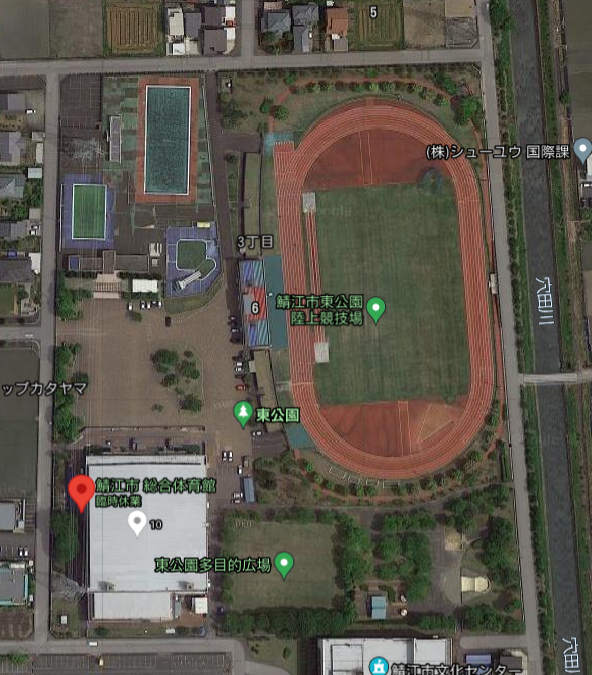 5
(株)シューユウ 国際課
3丁目
穴田川
6
鯖江市東公園
陸上競技場
ップカタヤマ
東公園
鯖江市 総合体育館
臨時休業
10
東公園多目的広場
鯖江市文化センター
穴田川